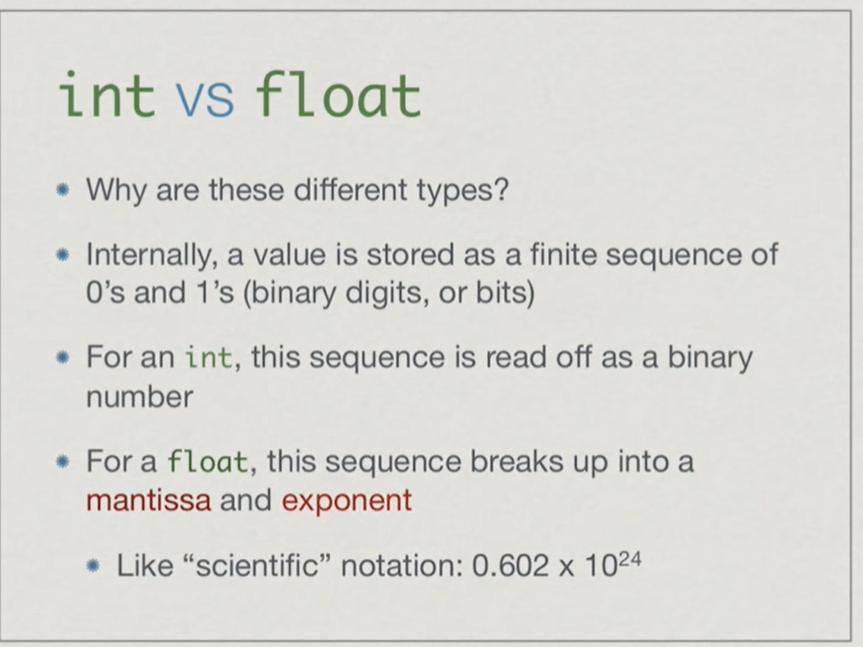 int vs float
Why are these different types?
Internally, a value is stored as a finite sequence of
0’s and 1’s (binary digits, or bits)
For an int, this sequence is read off as a binary
number
For a float, this sequence breaks up into a
mantissa and exponent
Like “scientific” notation: 0.602 x 10²⁴